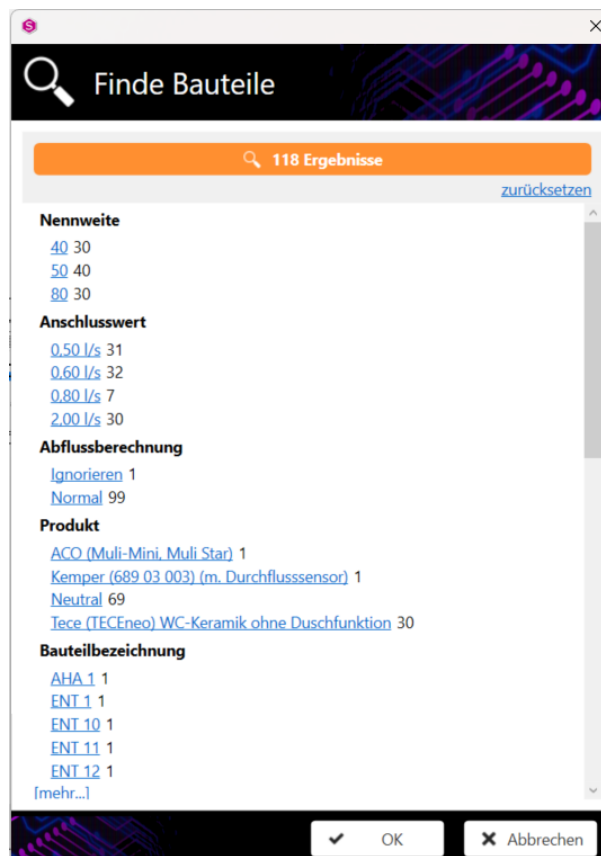 S
Finde Bauteile
118 Ergebnisse
zurücksetzen
Nennweite
40 30
50 40
80 30
Anschlusswert
0,50 l/s 31
0,60 l/s 32
0,80 l/s 7
2,00 l/s 30
Abflussberechnung
Ignorieren 1
Normal 99
Produkt
ACO (Muli-Mini, Muli Star) 1
Kemper (689 03 003) (m. Durchflusssensor) 1
Neutral 69
Tece (TECEneo) WC-Keramik ohne Duschfunktion 30
Bauteilbezeichnung
AHA 1 1
ENT 1 1
ENT 10 1
ENT 11 1
ENT 12 1
[mehr...]
OK Abbrechen